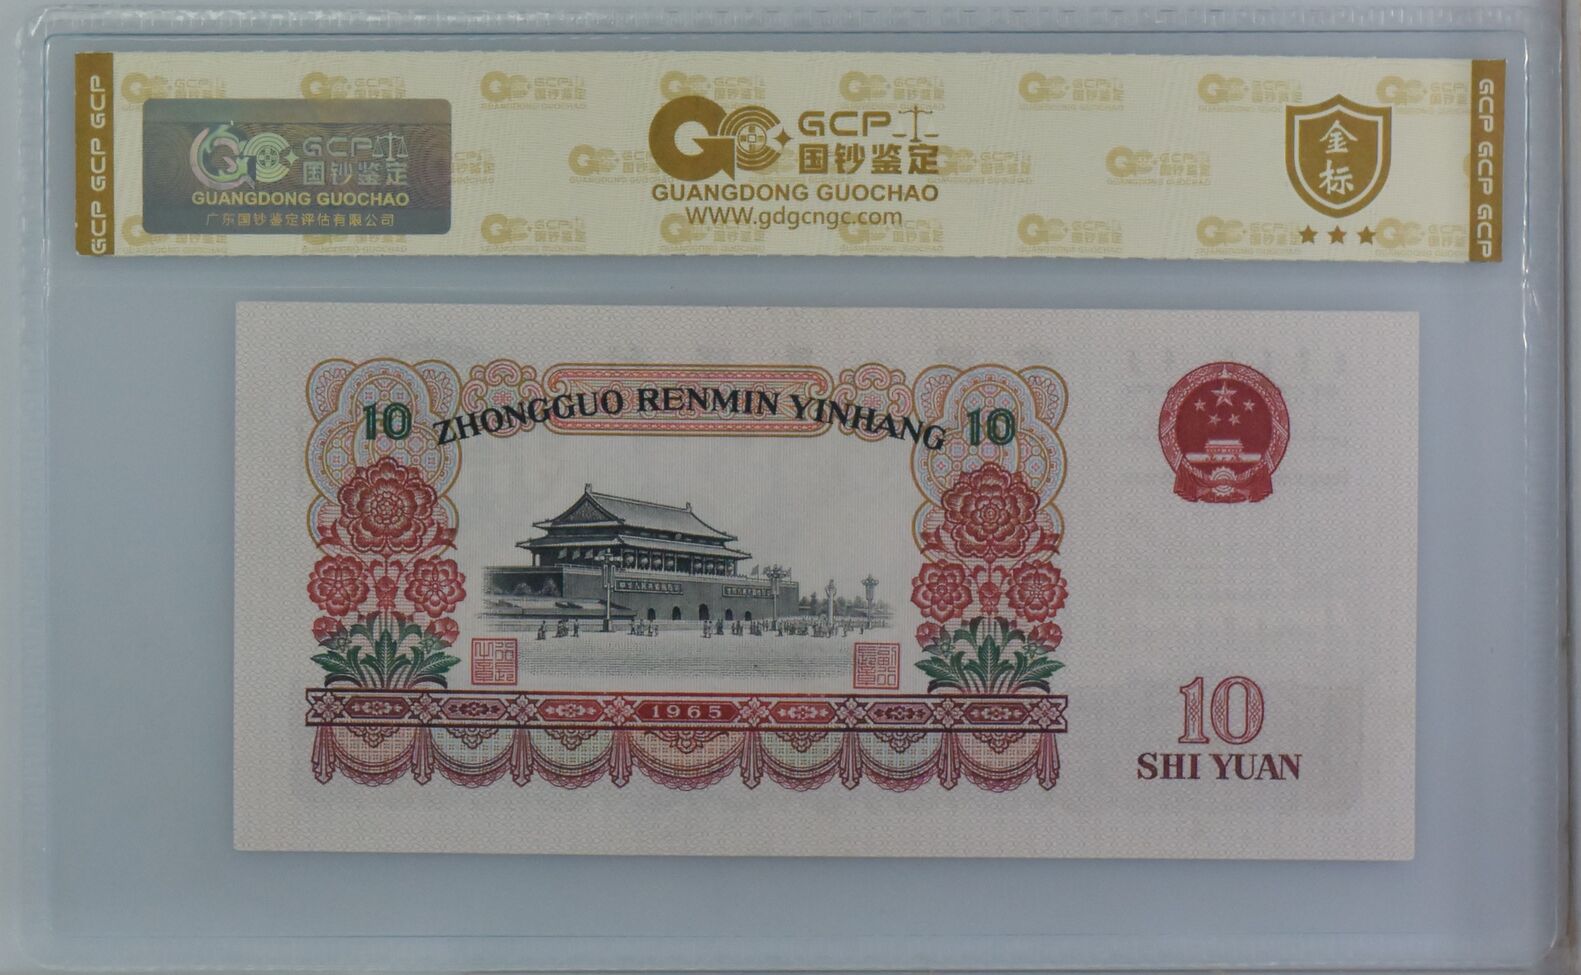 GCP GCP GCP
GCP
国钞鉴定
GUANGDONG GUOCHAO
广东国钞鉴定评估有限公司
GCP
国钞鉴定
GUANGDONG GUOCHAO
WWW.gdgcngc.com
金标
GCP GCP GCP
10 ZHONGGUO RENMIN YINHANG 10
1965
10
SHI YUAN